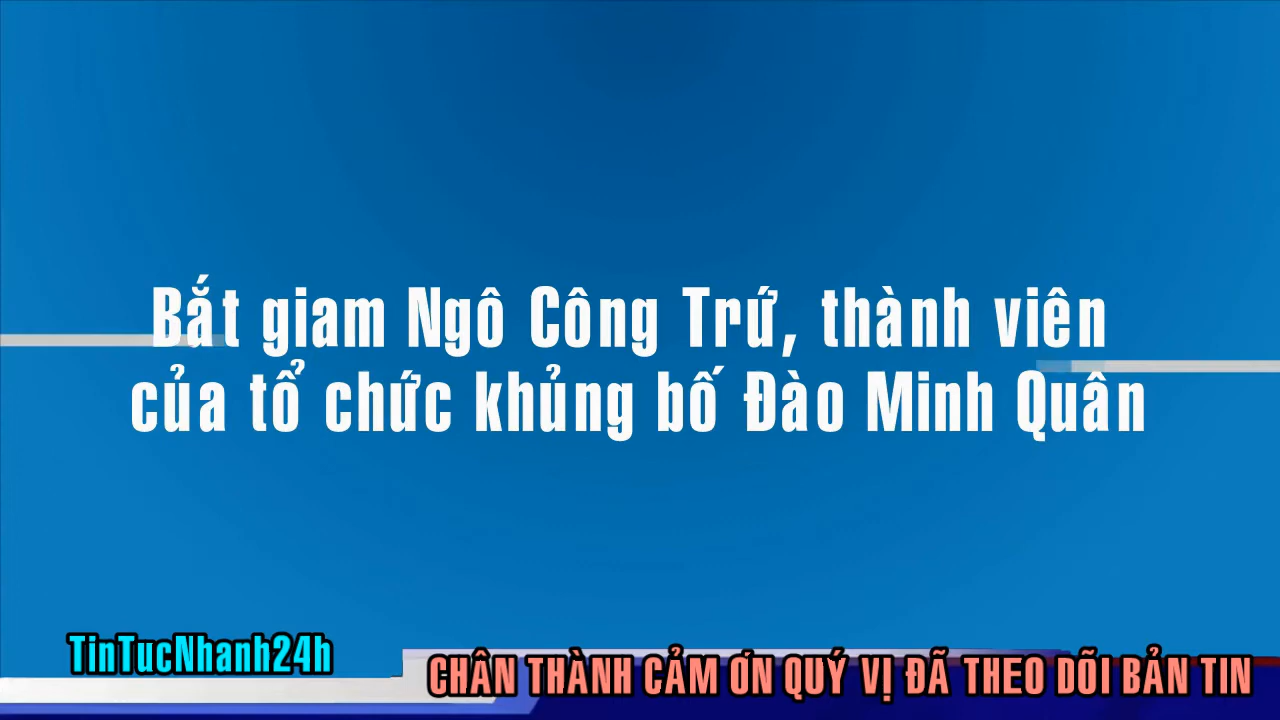 Bắt giam Ngô Công Trứ, thành viên
của tổ chức khủng bố Đào Minh Quân
TinTucNhanh24h
CHÂN THÀNH CẢM ƠN QUÝ VỊ ĐÃ THEO DÕI BẢN TIN